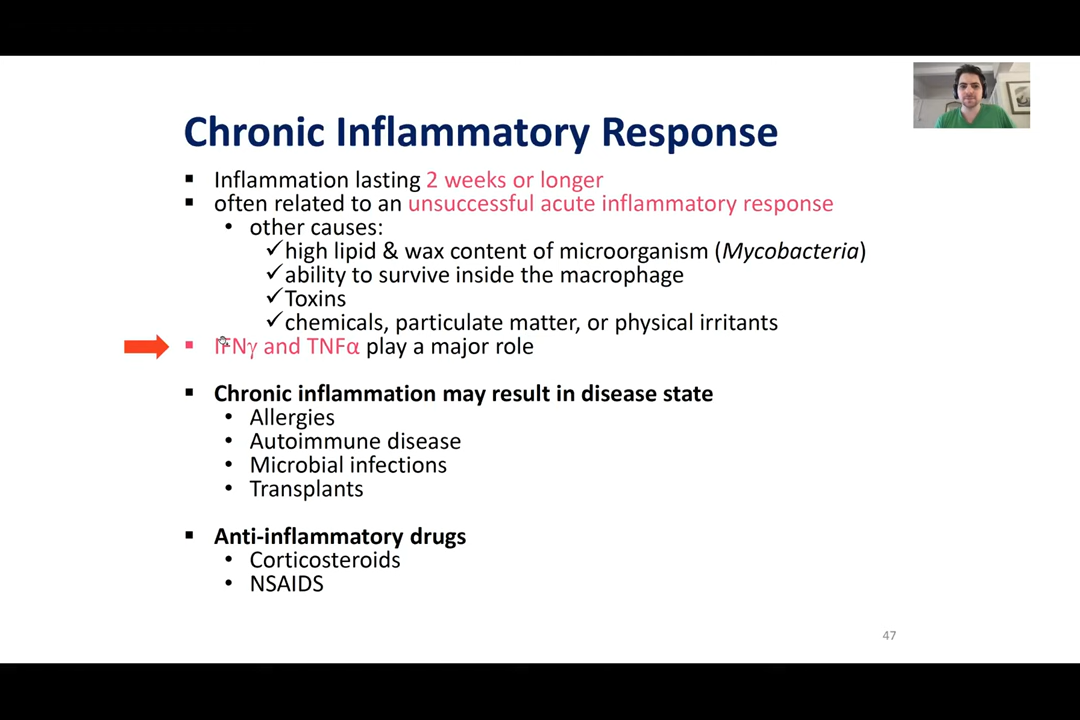 Chronic Inflammatory Response
▪ Inflammation lasting 2 weeks or longer
▪ often related to an unsuccessful acute inflammatory response
• other causes:
✓high lipid & wax content of microorganism (Mycobacteria)
✓ability to survive inside the macrophage
✓Toxins
✓chemicals, particulate matter, or physical irritants
▪ IFNγ and TNFα play a major role
▪ Chronic inflammation may result in disease state
• Allergies
• Autoimmune disease
• Microbial infections
• Transplants
▪ Anti-inflammatory drugs
• Corticosteroids
• NSAIDS
47